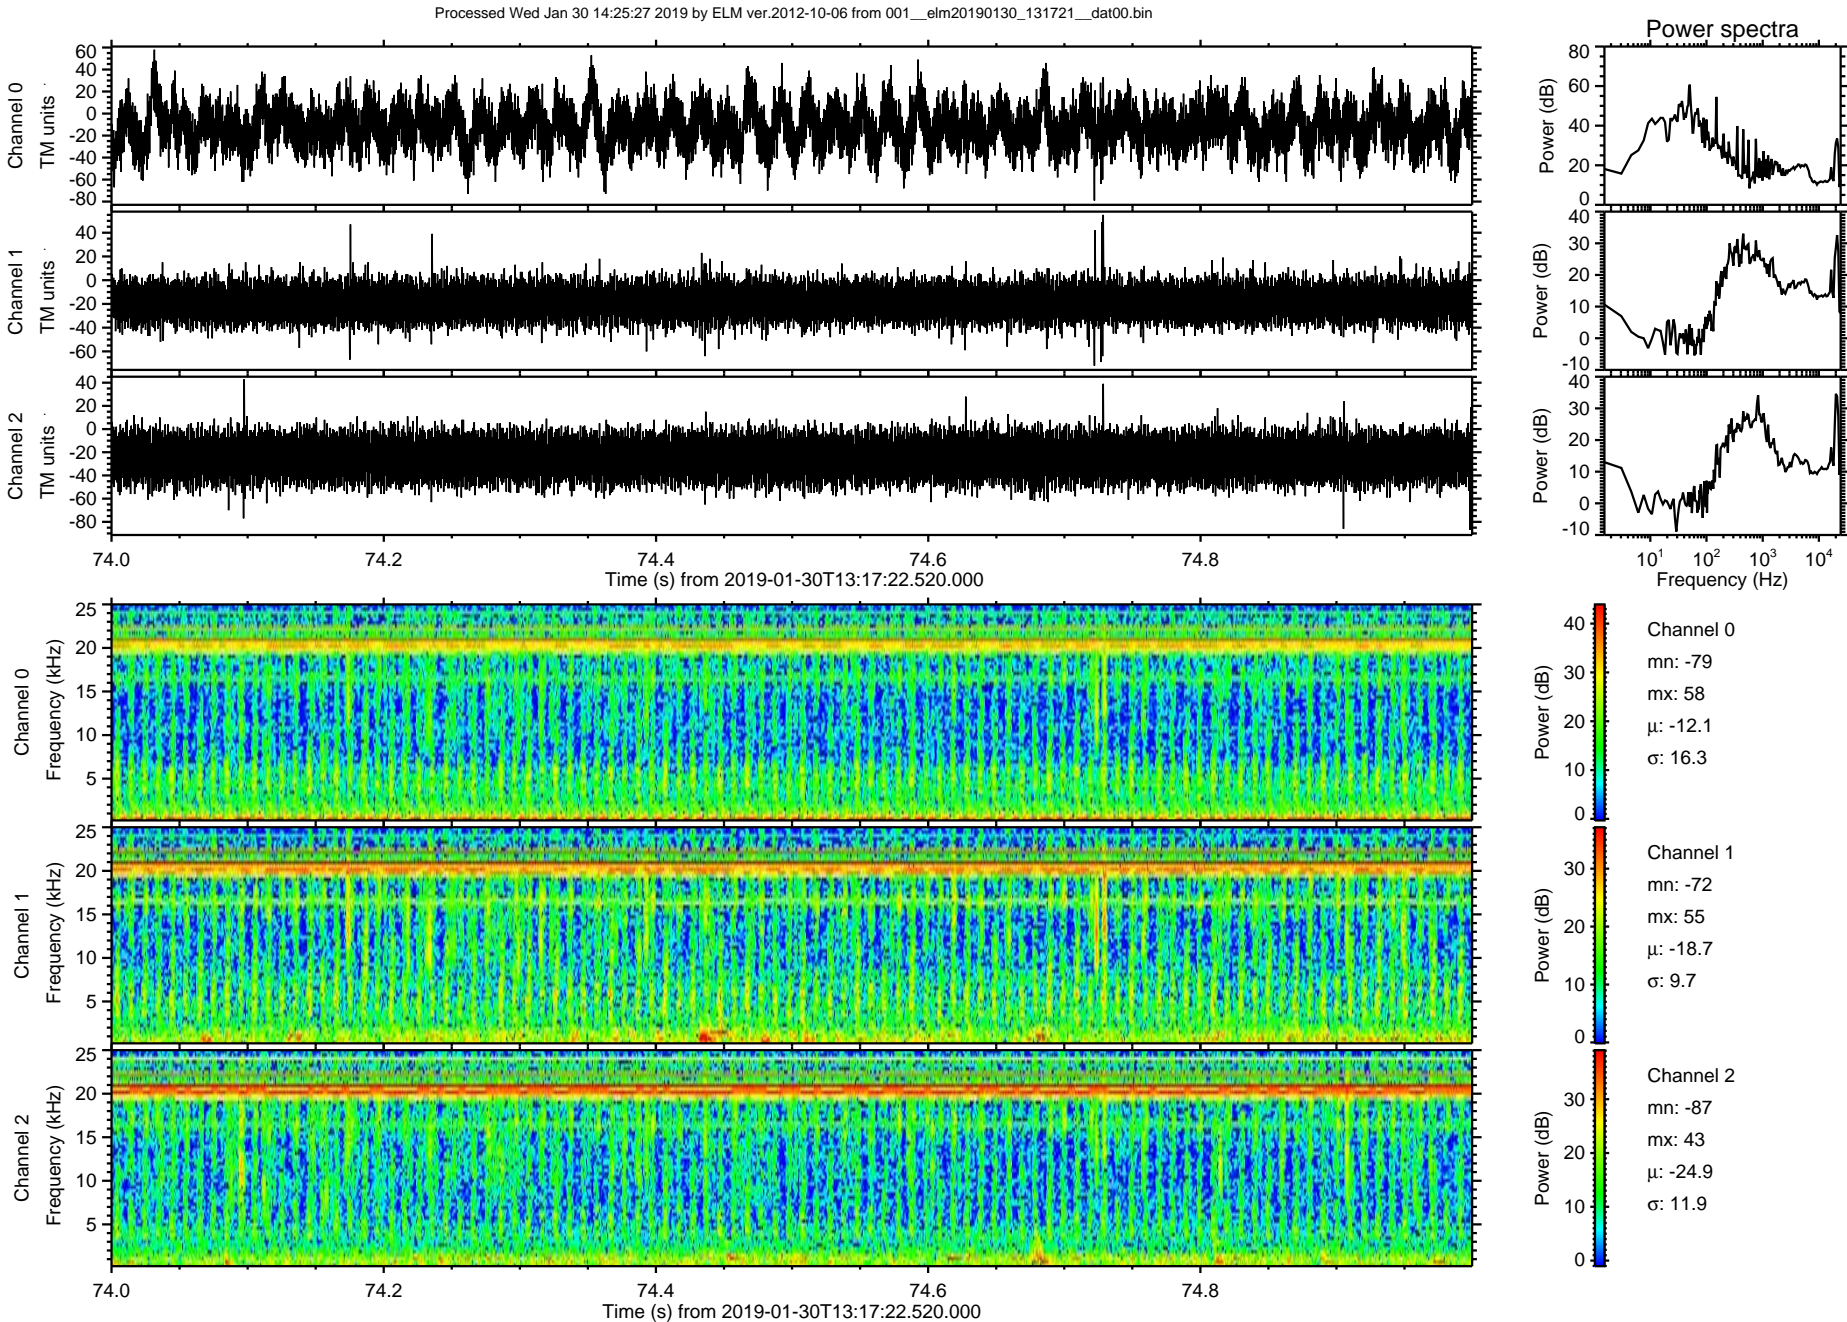 Processed Wed Jan 30 14:25:27 2019 by ELM ver.2012-10-06 from 001__elm20190130_131721__dat00.bin
Power spectra
Channel 0
TM units
60
40
20
0
-20
-40
-60
-80
Power (dB)
80
60
40
20
0
Channel 1
TM units
40
20
0
-20
-40
-60
Power (dB)
40
30
20
10
0
-10
Channel 2
TM units
40
20
0
-20
-40
-60
-80
Power (dB)
40
30
20
10
0
-10
74.0 74.2 74.4 74.6 74.8
Time (s) from 2019-01-30T13:17:22.520.000
10¹ 10² 10³ 10⁴
Frequency (Hz)
Channel 0
Frequency (kHz)
25
20
15
10
5
Power (dB)
40
30
20
10
0
Channel 0
mn: -79
mx: 58
μ: -12.1
σ: 16.3
Channel 1
Frequency (kHz)
25
20
15
10
5
Power (dB)
30
20
10
0
Channel 1
mn: -72
mx: 55
μ: -18.7
σ: 9.7
Channel 2
Frequency (kHz)
25
20
15
10
5
Power (dB)
30
20
10
0
Channel 2
mn: -87
mx: 43
μ: -24.9
σ: 11.9
74.0 74.2 74.4 74.6 74.8
Time (s) from 2019-01-30T13:17:22.520.000